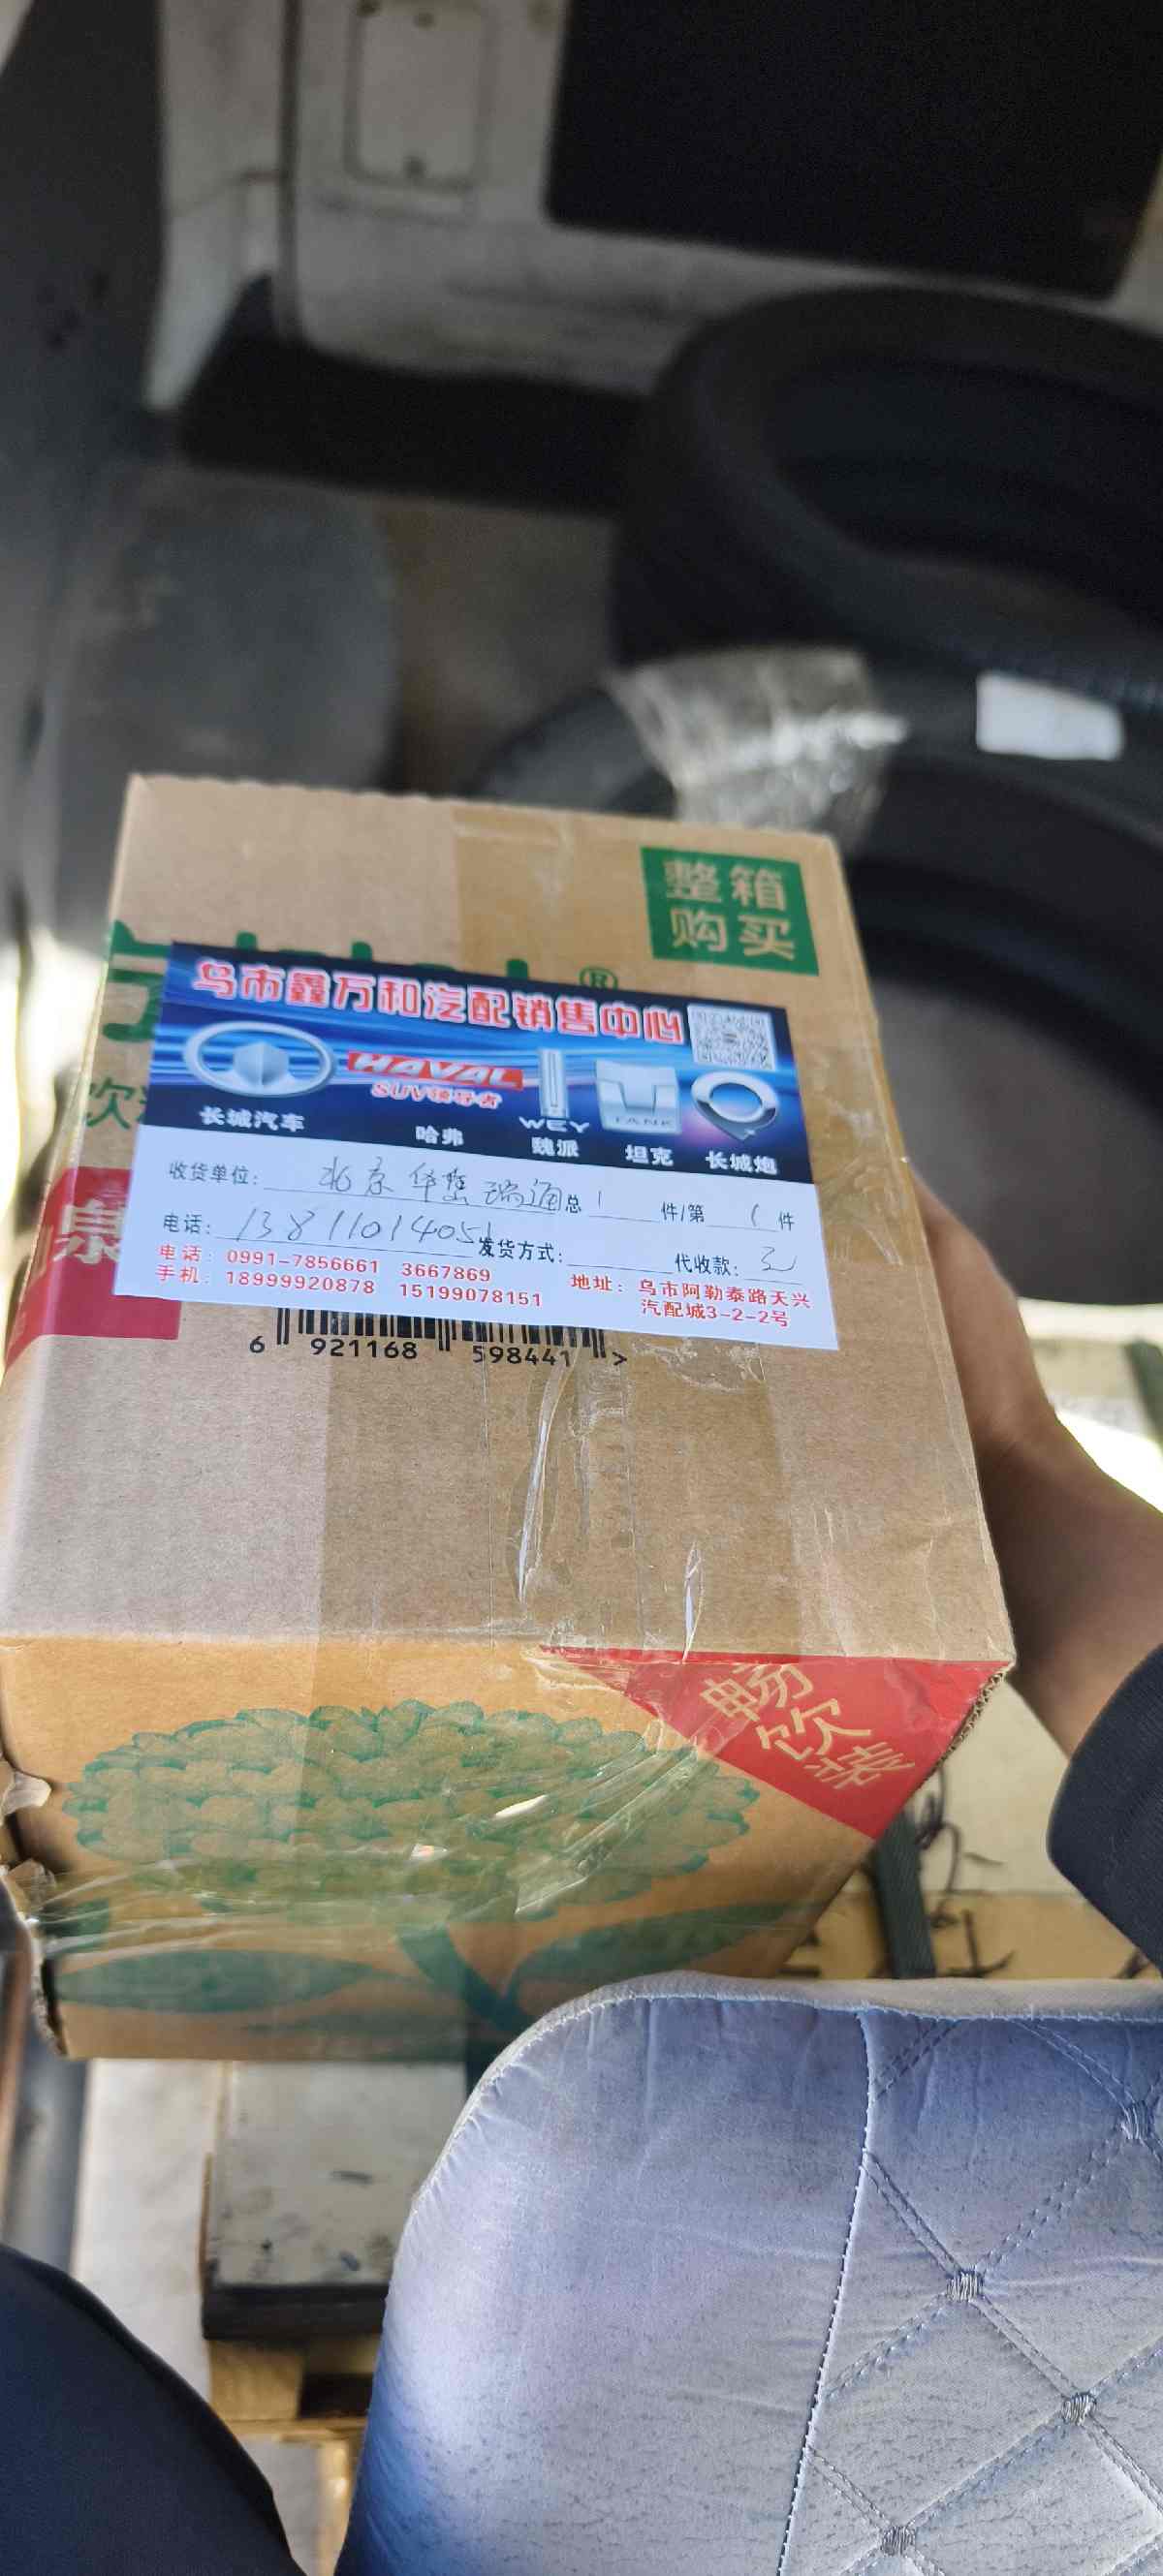 整箱
购买
®
乌市鑫万和汽配销售中心
HAVAL
SUV领导者
WEY
TANK
长城汽车 哈弗 魏派 坦克 长城炮
收货单位: 北京华 瑞通 总 1 件/第 1 件
电话: 13811014051 发货方式: 代收款:
电话: 0991-7856661 3667869
手机: 18999920878 15199078151
地址: 乌市阿勒泰路天兴
汽配城3-2-2号
泉
6 921168 598441 >
畅饮装